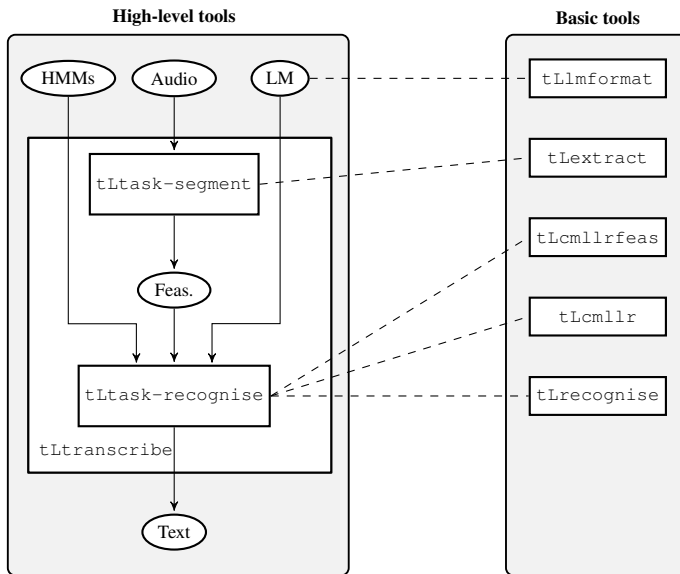 High-level tools
Basic tools
HMMs
Audio
LM
tLlmformat
tLtask-segment
tLextract
tLcmllrfeas
Feas.
tLcmllr
tLtask-recognise
tLrecognise
tLtranscribe
Text